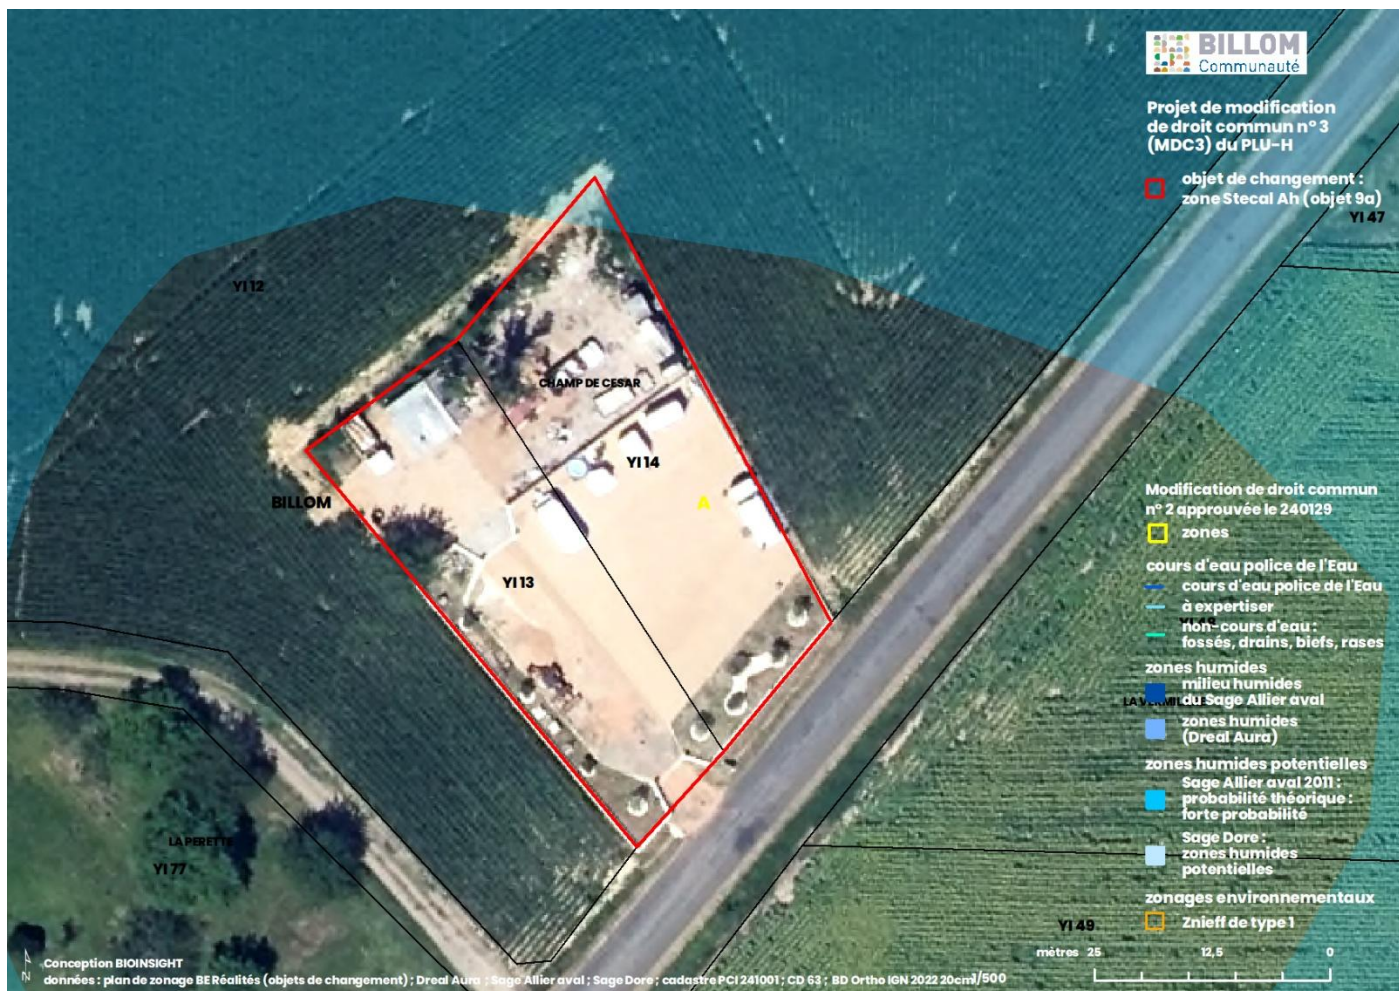 BILLOM
Communauté
Projet de modification
de droit commun n° 3
(MDC3) du PLU-H
objet de changement :
zone Stecal Ah (objet 9a)
YI 47
YI 12
CHAMP DE CESAR
YI 14
BILLOM
A
YI 13
Modification de droit commun
n° 2 approuvée le 240129
zones
cours d'eau police de l'Eau
cours d'eau police de l'Eau
à expertiser
non-cours d'eau :
fossés, drains, biefs, rases
zones humides
milieu humides
du Sage Allier aval
zones humides
(Dreal Aura)
zones humides potentielles
Sage Allier aval 2011 :
probabilité théorique :
forte probabilité
Sage Dore :
zones humides
potentielles
zonages environnementaux
Znieff de type 1
LA PERETTE
YI 77
YI 49
mètres 25 12,5 0
N
Conception BIOINSIGHT
données : plan de zonage BE Réalités (objets de changement) ; Dreal Aura ; Sage Allier aval ; Sage Dore ; cadastre PCI 241001 ; CD 63 ; BD Ortho IGN 2022 20cm
1/500